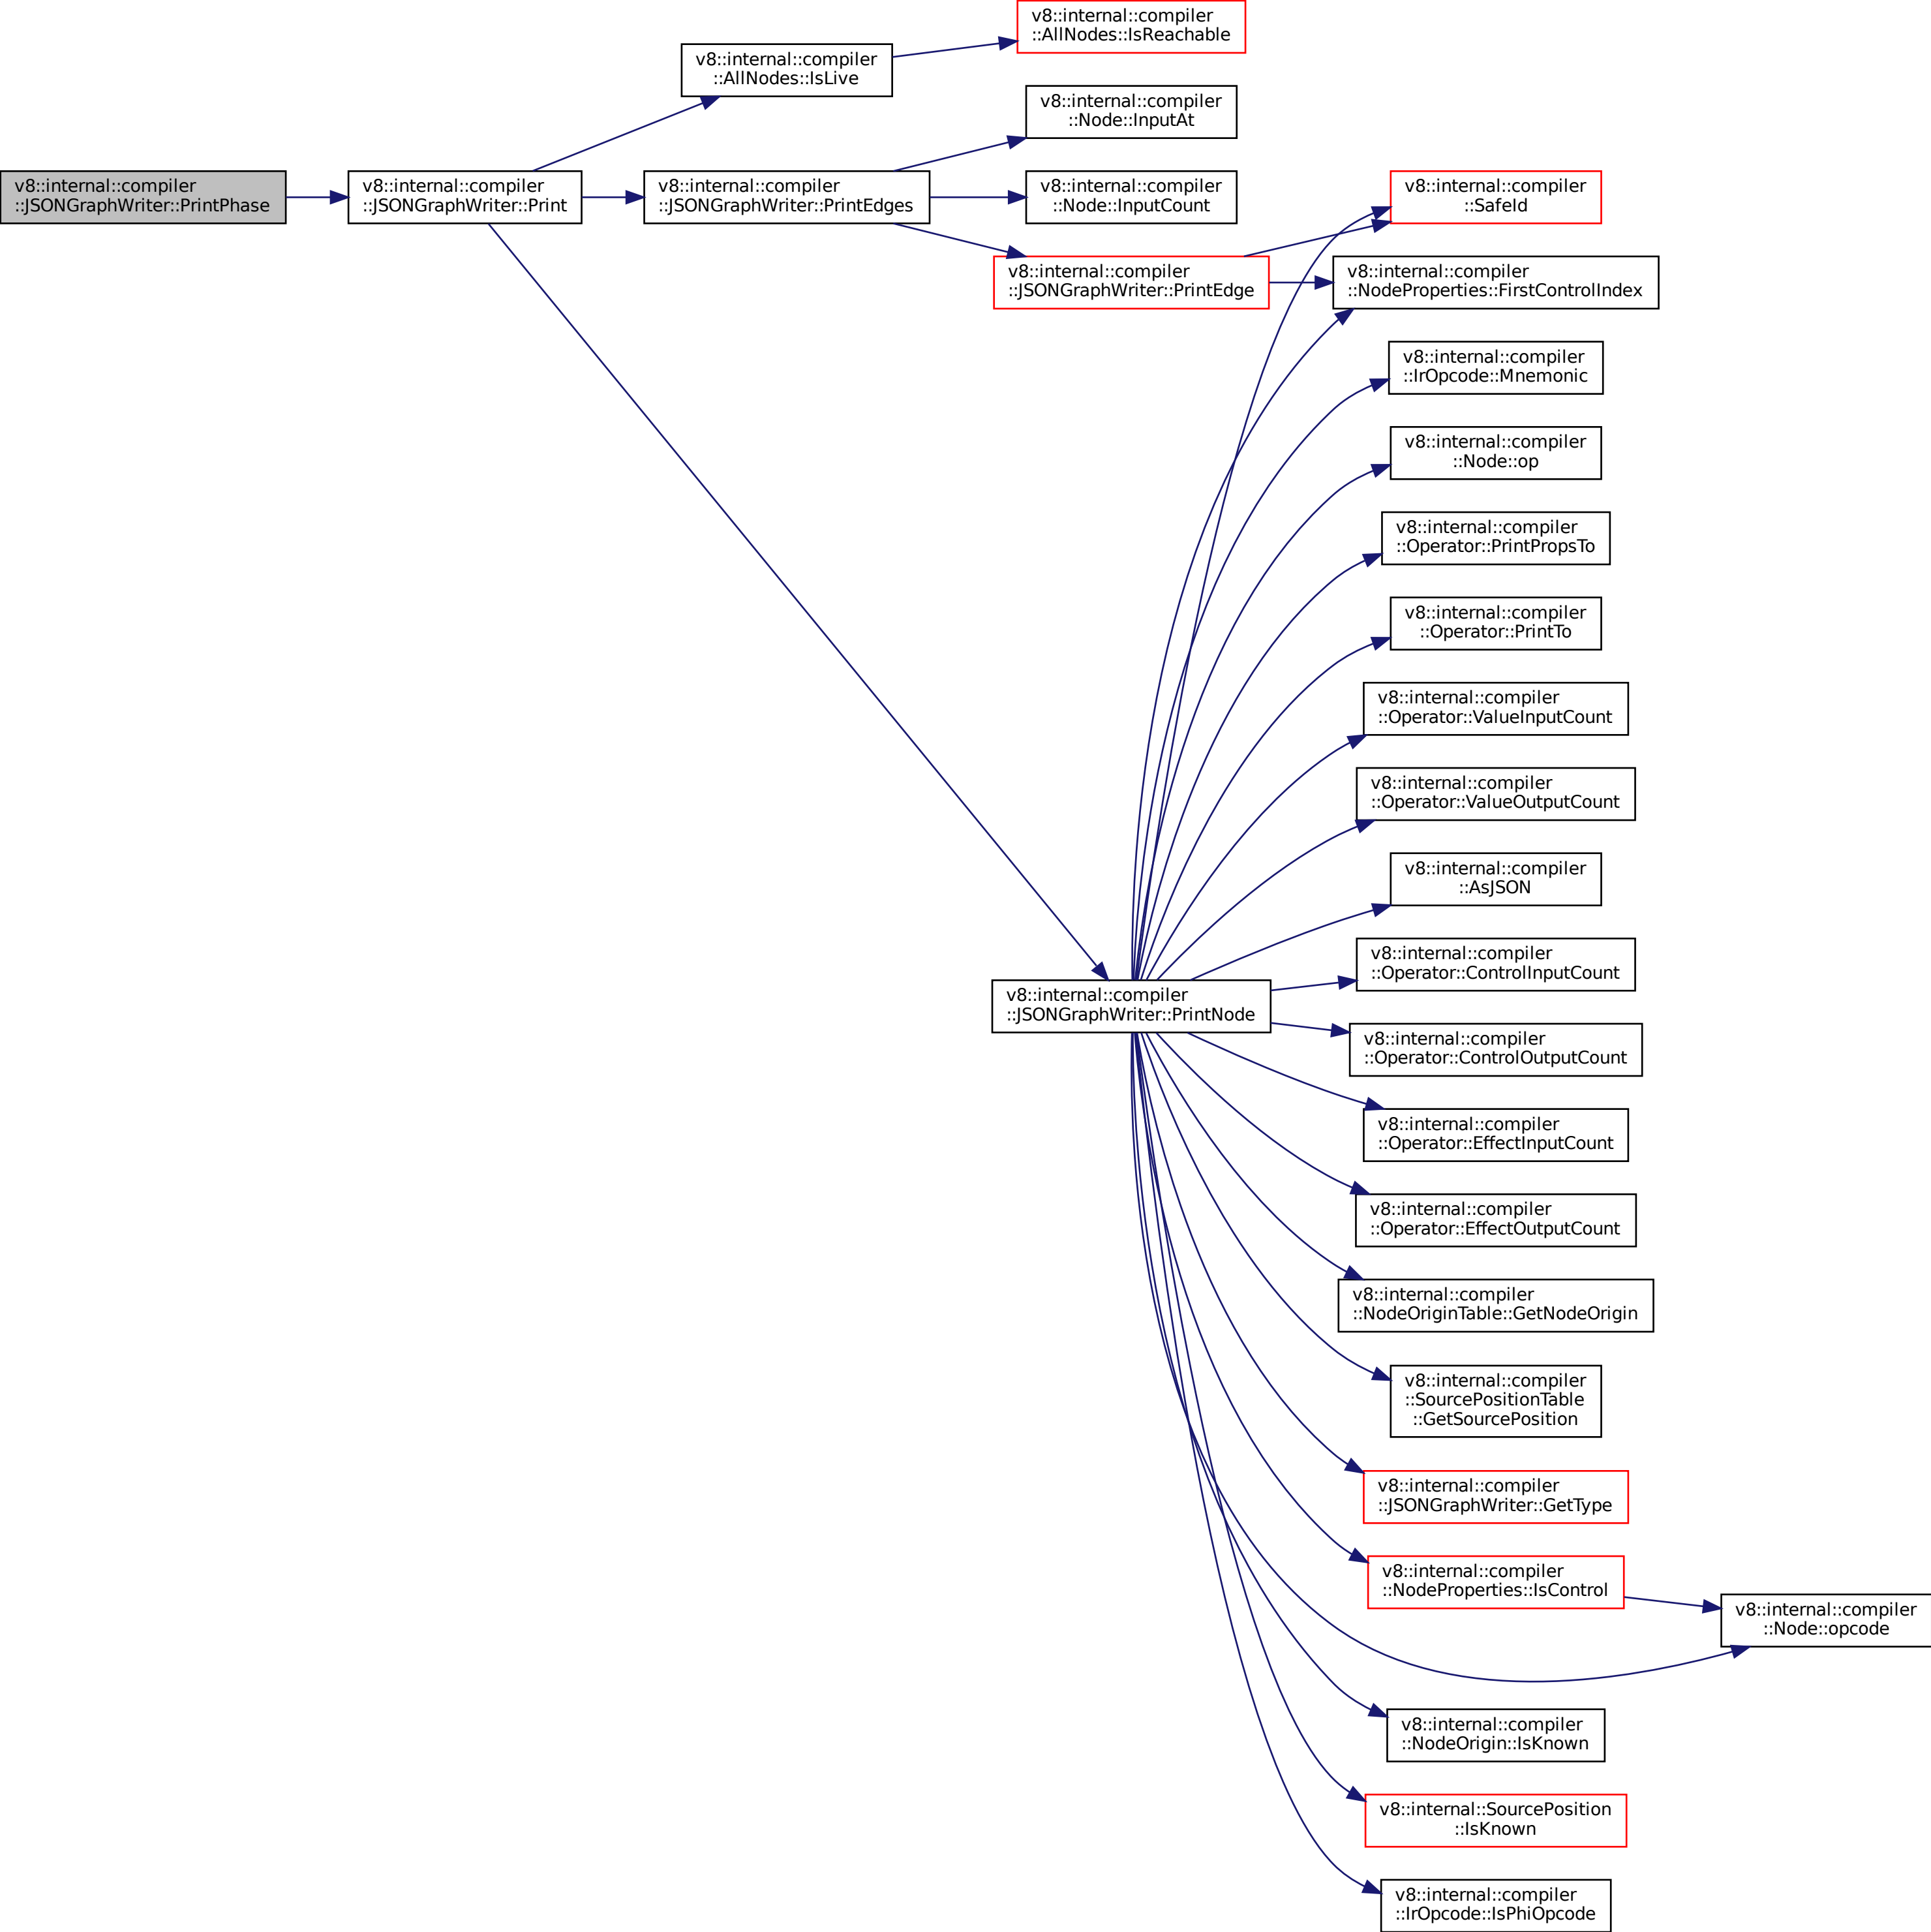 v8::internal::compiler
::AllNodes::IsReachable
v8::internal::compiler
::AllNodes::IsLive
v8::internal::compiler
::Node::InputAt
v8::internal::compiler
::JSONGraphWriter::PrintPhase
v8::internal::compiler
::JSONGraphWriter::Print
v8::internal::compiler
::JSONGraphWriter::PrintEdges
v8::internal::compiler
::Node::InputCount
v8::internal::compiler
::SafeId
v8::internal::compiler
::JSONGraphWriter::PrintEdge
v8::internal::compiler
::NodeProperties::FirstControlIndex
v8::internal::compiler
::IrOpcode::Mnemonic
v8::internal::compiler
::Node::op
v8::internal::compiler
::Operator::PrintPropsTo
v8::internal::compiler
::Operator::PrintTo
v8::internal::compiler
::Operator::ValueInputCount
v8::internal::compiler
::Operator::ValueOutputCount
v8::internal::compiler
::AsJSON
v8::internal::compiler
::Operator::ControlInputCount
v8::internal::compiler
::JSONGraphWriter::PrintNode
v8::internal::compiler
::Operator::ControlOutputCount
v8::internal::compiler
::Operator::EffectInputCount
v8::internal::compiler
::Operator::EffectOutputCount
v8::internal::compiler
::NodeOriginTable::GetNodeOrigin
v8::internal::compiler
::SourcePositionTable
::GetSourcePosition
v8::internal::compiler
::JSONGraphWriter::GetType
v8::internal::compiler
::NodeProperties::IsControl
v8::internal::compiler
::Node::opcode
v8::internal::compiler
::NodeOrigin::IsKnown
v8::internal::SourcePosition
::IsKnown
v8::internal::compiler
::IrOpcode::IsPhiOpcode